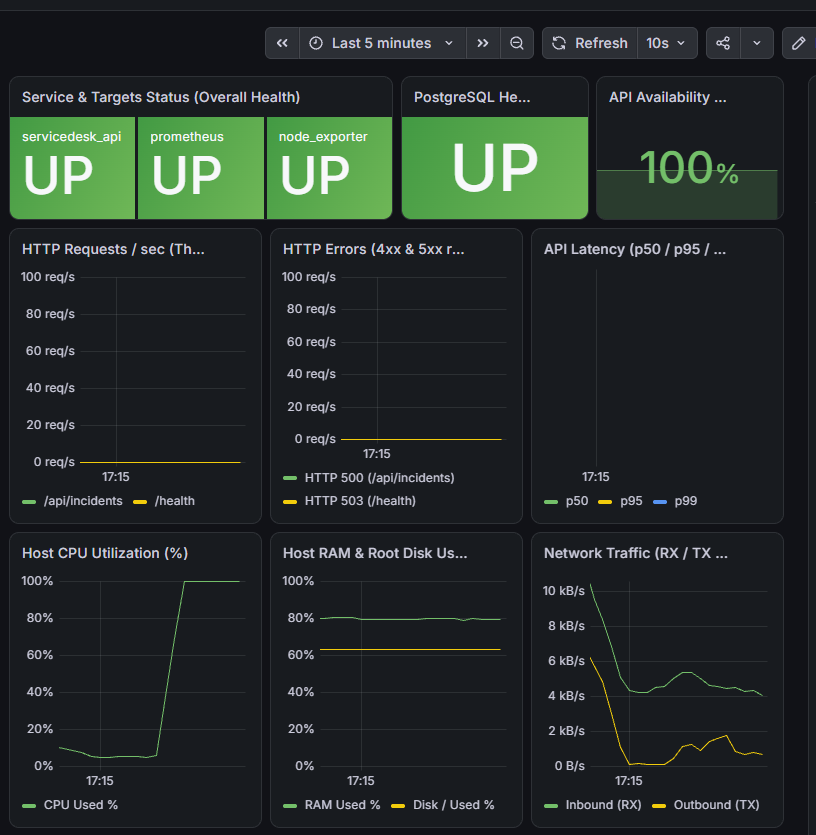 Last 5 minutes
Refresh
10s
Service & Targets Status (Overall Health)
servicedesk_api
UP
prometheus
UP
node_exporter
UP
PostgreSQL He...
UP
API Availability ...
100%
HTTP Requests / sec (Th...
100 req/s
80 req/s
60 req/s
40 req/s
20 req/s
0 req/s
17:15
/api/incidents
/health
HTTP Errors (4xx & 5xx r...
100 req/s
80 req/s
60 req/s
40 req/s
20 req/s
0 req/s
17:15
HTTP 500 (/api/incidents)
HTTP 503 (/health)
API Latency (p50 / p95 / ...
17:15
p50
p95
p99
Host CPU Utilization (%)
100%
80%
60%
40%
20%
0%
17:15
CPU Used %
Host RAM & Root Disk Us...
100%
80%
60%
40%
20%
0%
17:15
RAM Used %
Disk / Used %
Network Traffic (RX / TX ...
10 kB/s
8 kB/s
6 kB/s
4 kB/s
2 kB/s
0 B/s
17:15
Inbound (RX)
Outbound (TX)